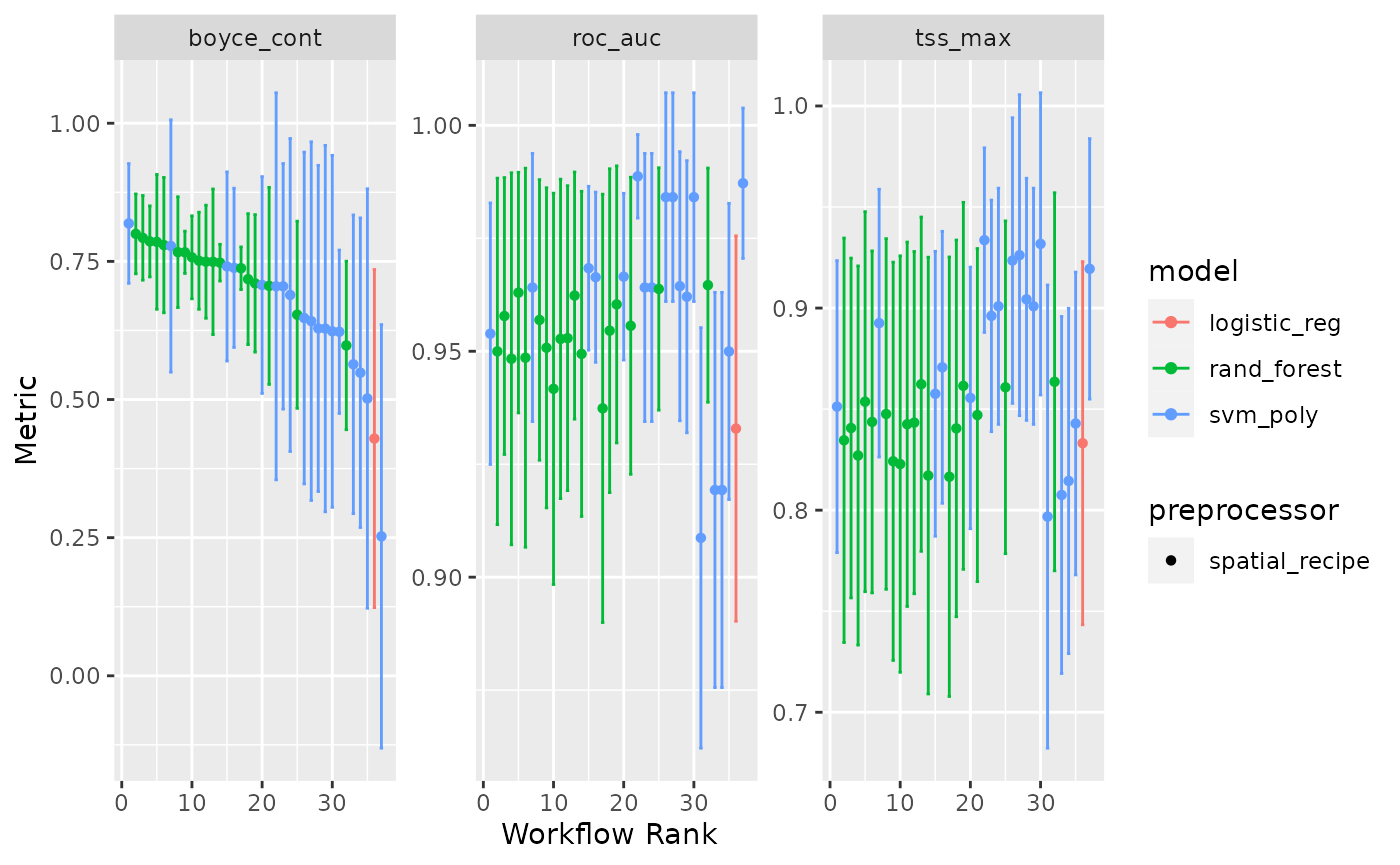 boyce_cont
roc_auc
tss_max
Metric
1.00
0.75
0.50
0.25
0.00
0 10 20 30
1.00
0.95
0.90
0 10 20 30
1.0
0.9
0.8
0.7
0 10 20 30
Workflow Rank
model
logistic_reg
rand_forest
svm_poly
preprocessor
spatial_recipe